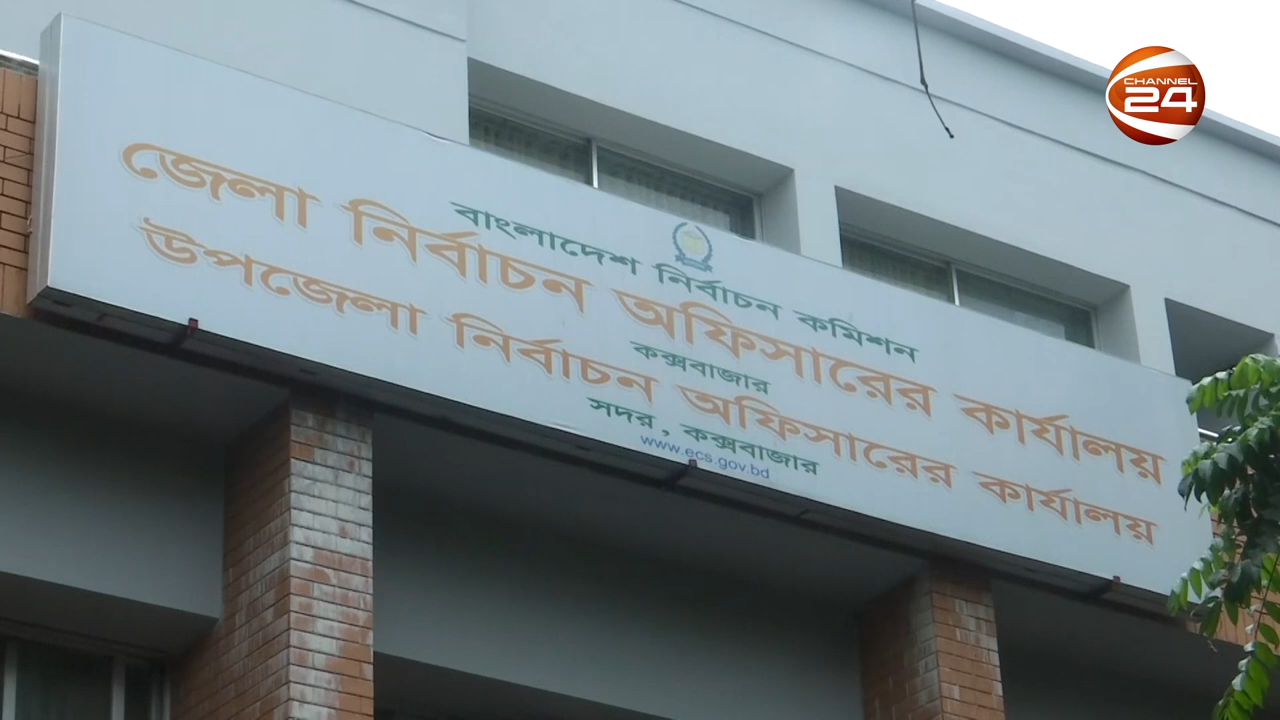 CHANNEL
24
বাংলাদেশ নির্বাচন কমিশন
জেলা নির্বাচন অফিসারের কার্যালয়
কক্সবাজার
উপজেলা নির্বাচন অফিসারের কার্যালয়
সদর, কক্সবাজার
www.ecs.gov.bd